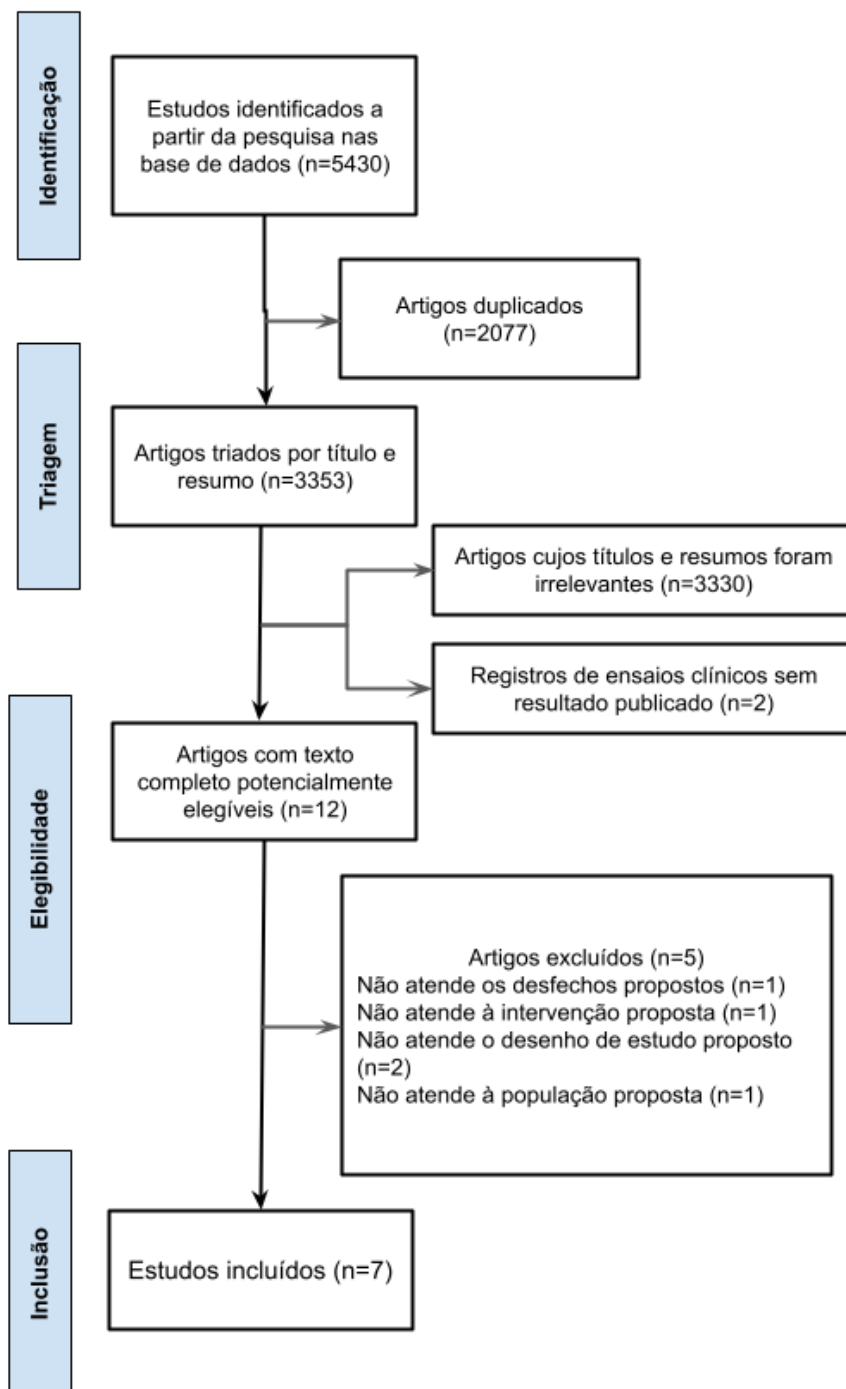 Identificação
Estudos identificados a
partir da pesquisa nas
base de dados (n=5430)
Artigos duplicados
(n=2077)
Triagem
Artigos triados por título e
resumo (n=3353)
Artigos cujos títulos e resumos foram
irrelevantes (n=3330)
Registros de ensaios clínicos sem
resultado publicado (n=2)
Elegibilidade
Artigos com texto
completo potencialmente
elegíveis (n=12)
Artigos excluídos (n=5)
Não atende os desfechos propostos (n=1)
Não atende à intervenção proposta (n=1)
Não atende o desenho de estudo proposto
(n=2)
Não atende à população proposta (n=1)
Inclusão
Estudos incluídos (n=7)